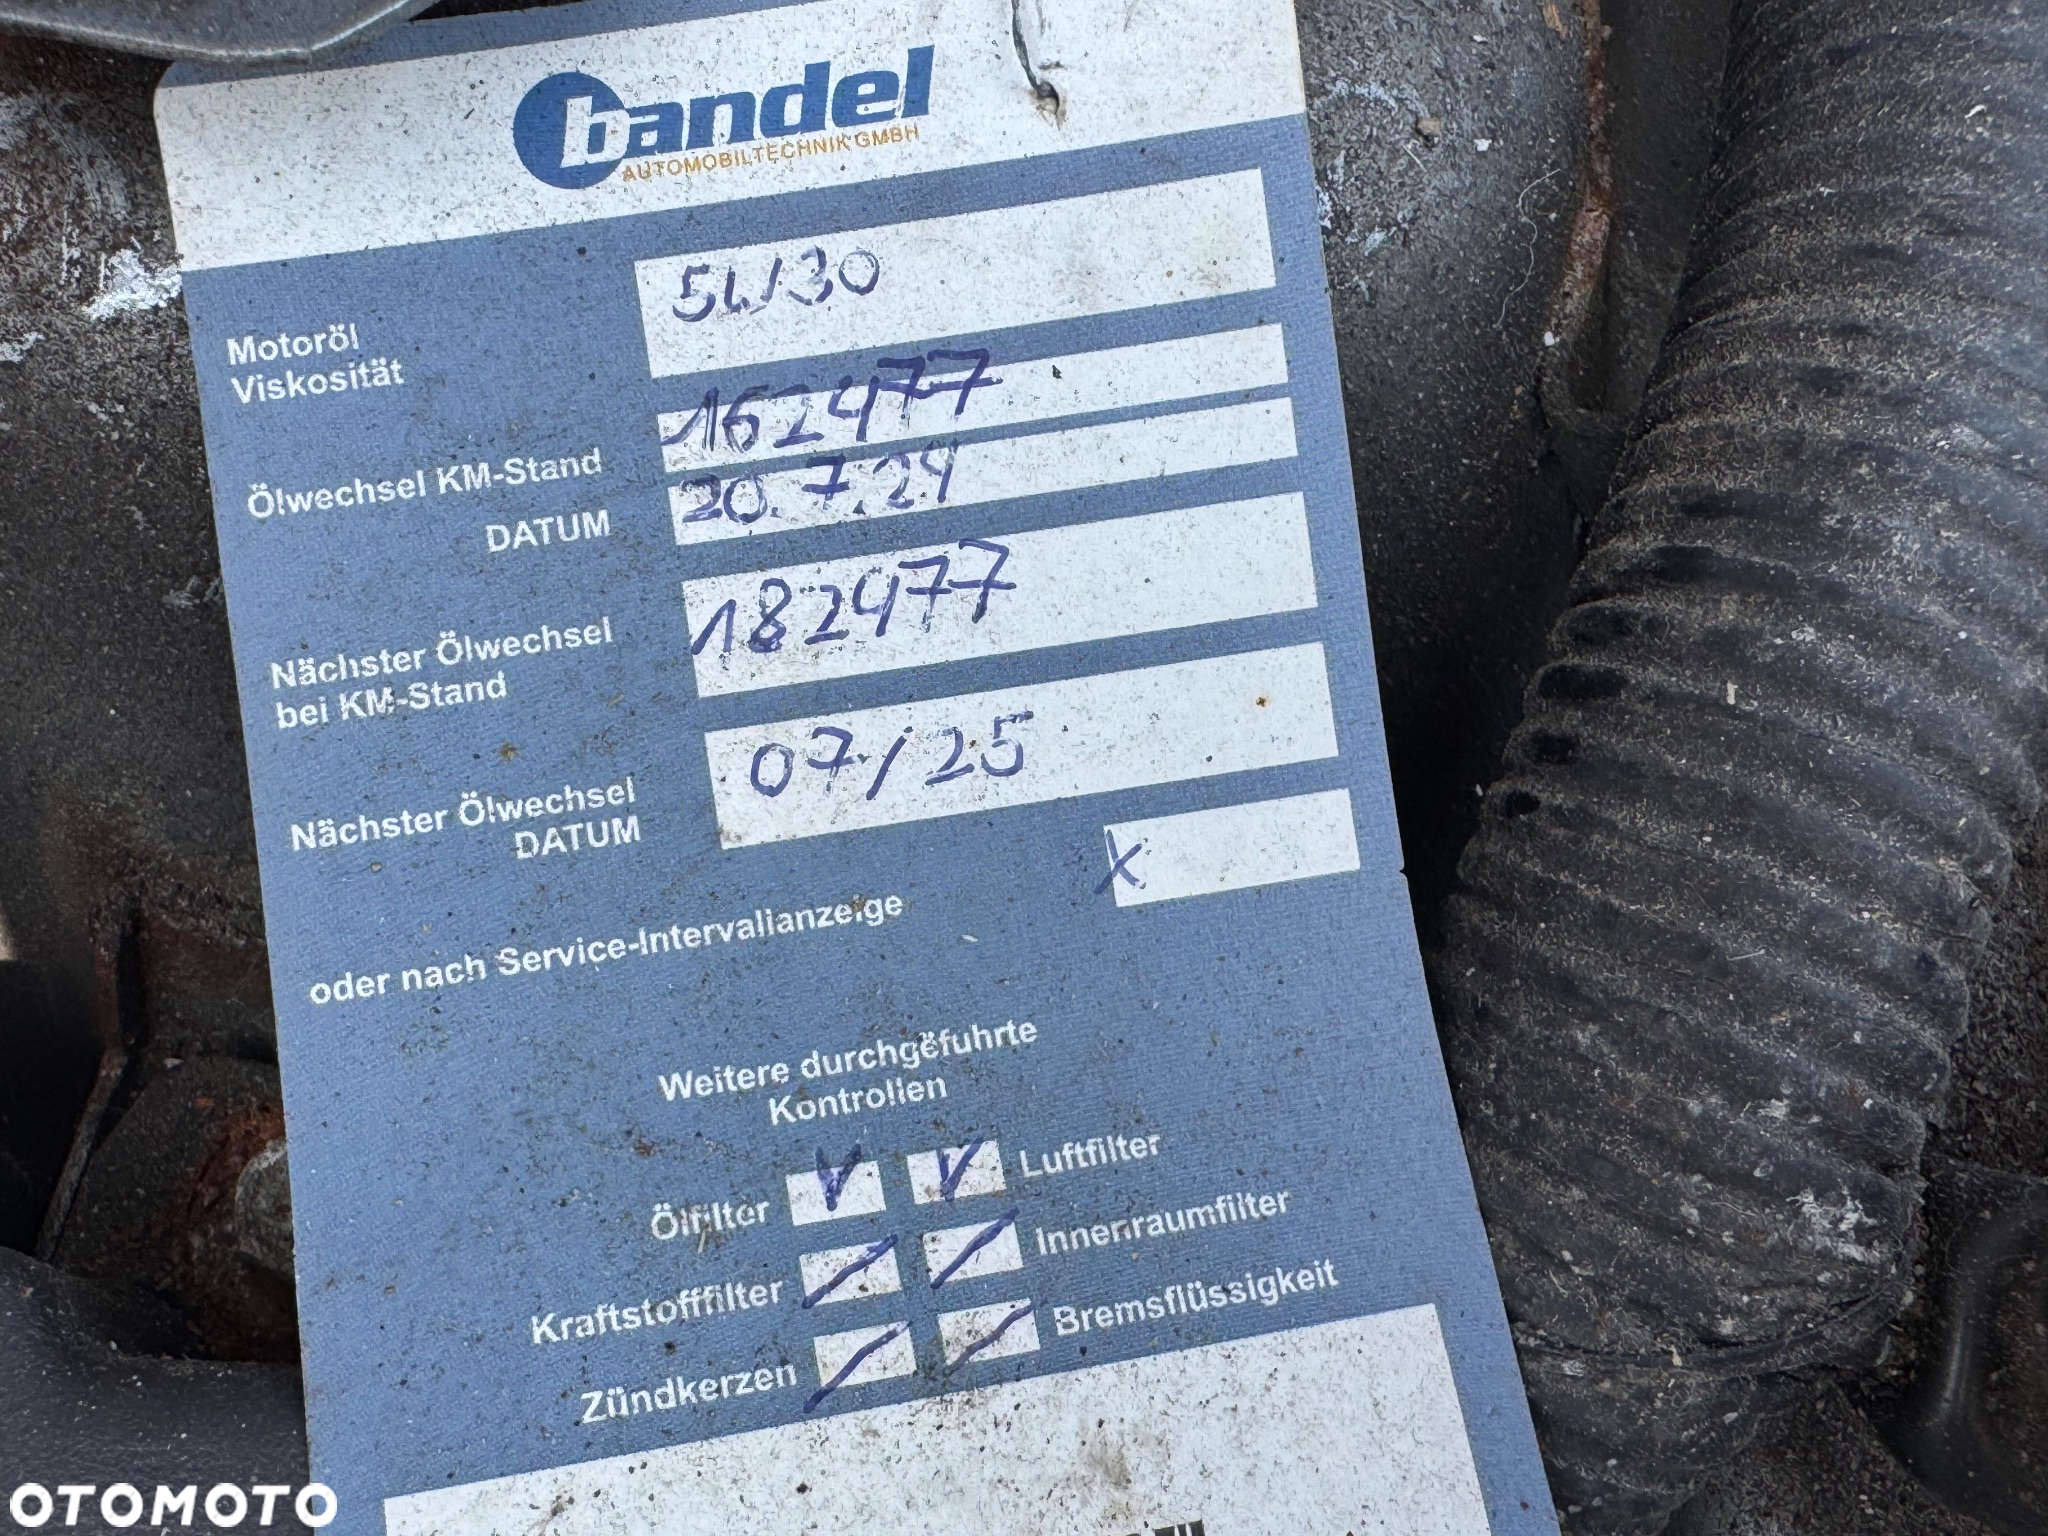 bandel
AUTOMOBILTECHNIK GMBH
Motoröl
Viskosität
5W30
Ölwechsel KM-Stand
162477
DATUM
20.7.24
Nächster Ölwechsel
bei KM-Stand
182477
Nächster Ölwechsel
DATUM
07/25
oder nach Service-Intervallanzeige
X
Weitere durchgeführte
Kontrollen
Ölfilter V V Luftfilter
Kraftstofffilter / / Innenraumfilter
Zündkerzen / / Bremsflüssigkeit
OTOMOTO